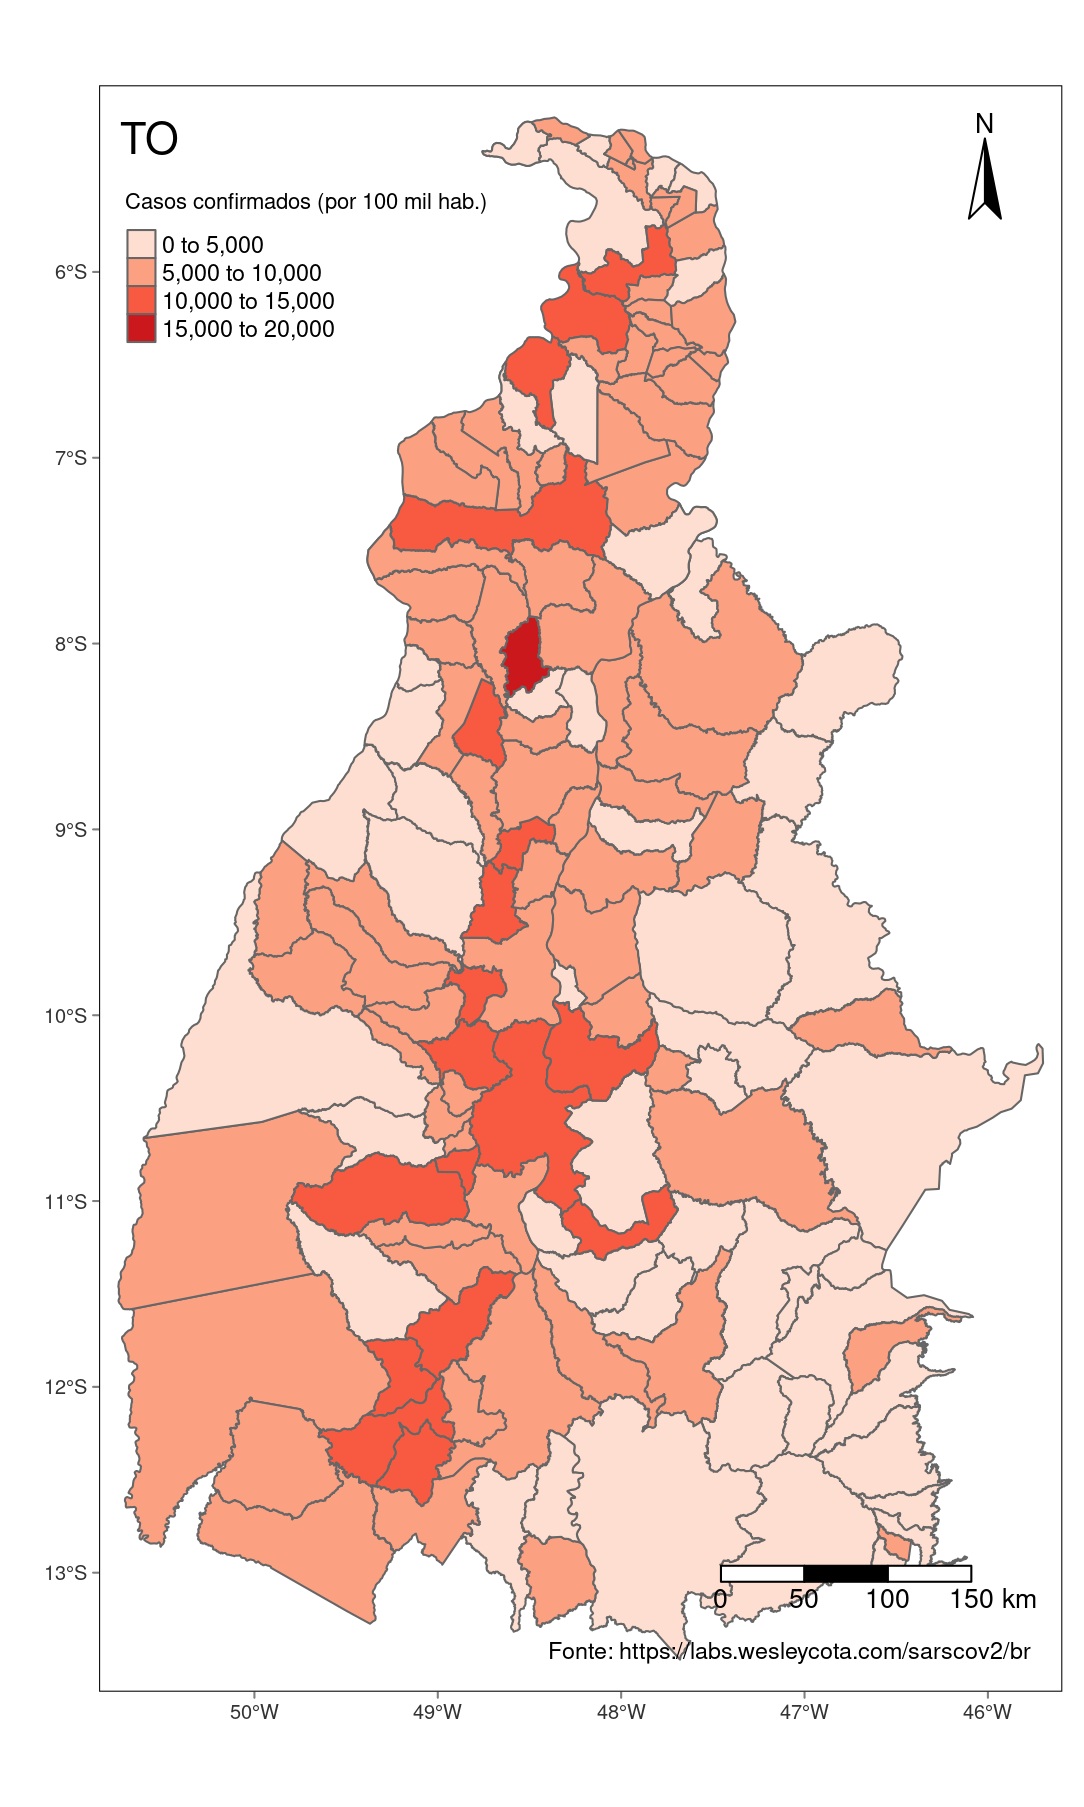 TO
N
Casos confirmados (por 100 mil hab.)
0 to 5,000
5,000 to 10,000
10,000 to 15,000
15,000 to 20,000
6°S
7°S
8°S
9°S
10°S
11°S
12°S
13°S
0 50 100 150 km
Fonte: https://labs.wesleycota.com/sarscov2/br
50°W 49°W 48°W 47°W 46°W